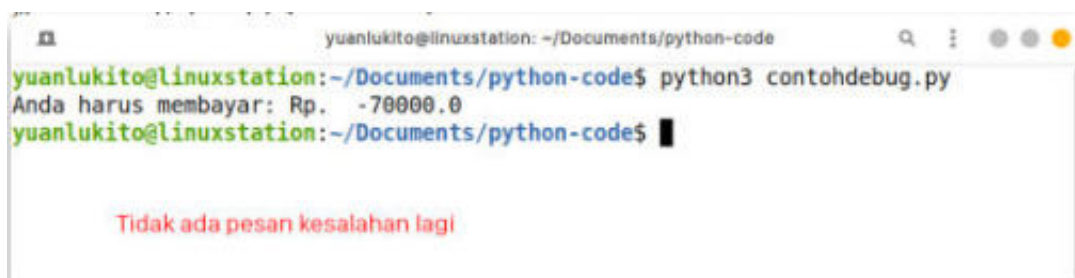 yuanlukito@linuxstation: ~/Documents/python-code
yuanlukito@linuxstation:~/Documents/python-code$ python3 contohdebug.py
Anda harus membayar: Rp.  -70000.0
yuanlukito@linuxstation:~/Documents/python-code$
Tidak ada pesan kesalahan lagi